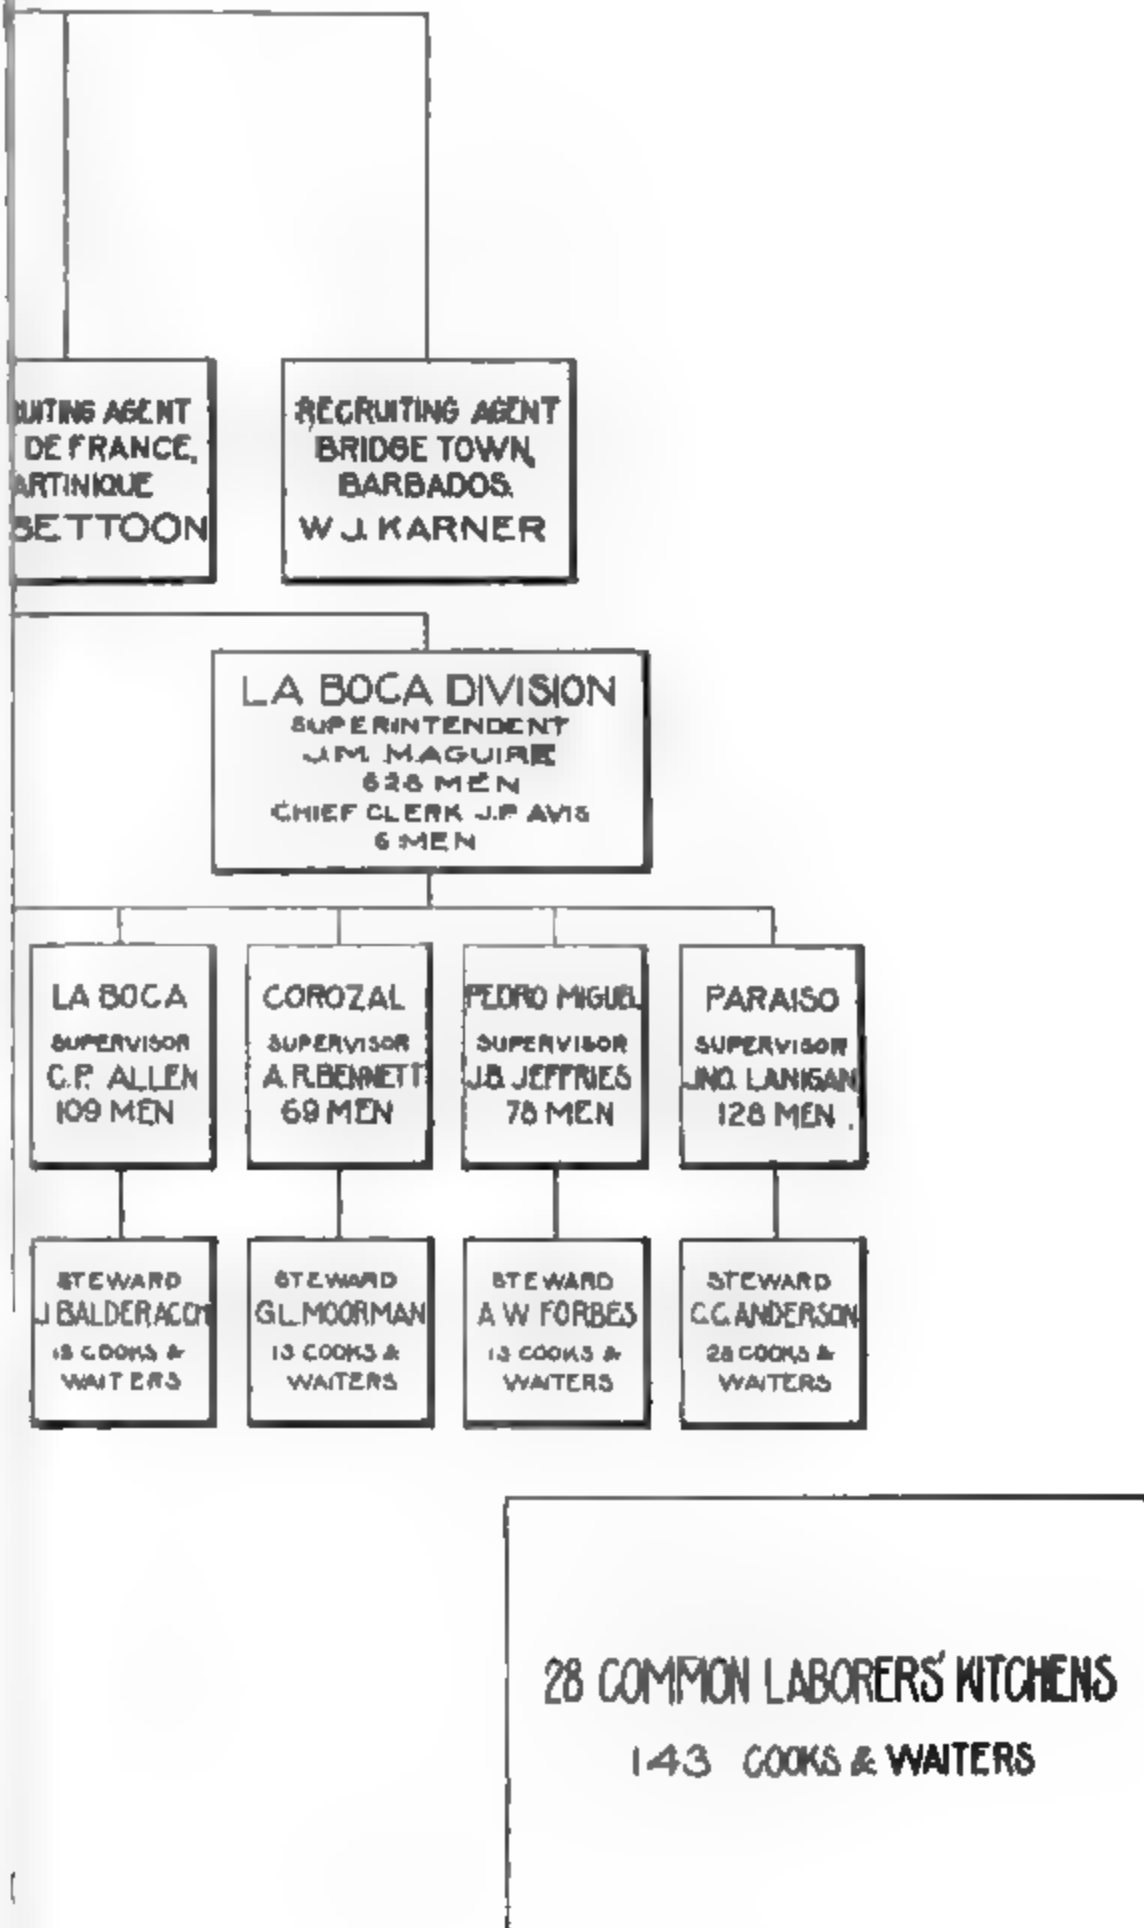 UITING AGENT
DE FRANCE,
ARTINIQUE
BETTOON
RECRUITING AGENT
BRIDGE TOWN,
BARBADOS.
W.J. KARNER
LA BOCA DIVISION
SUPERINTENDENT
J.M. MAGUIRE
MEN
CHIEF CLERK J.P. AVIS
6 MEN
LA BOCA
SUPERVISOR
C.P. ALLEN
109 MEN
COROZAL
SUPERVISOR
A.R. BENNETT
69 MEN
PEDRO MIGUEL
SUPERVISOR
J.B. JEFFRIES
78 MEN
PARAISO
SUPERVISOR
JNO. LANIGAN
128 MEN.
STEWARD
J BALDERACOM
COOKS &
WAITERS
STEWARD
G.L. MOORMAN
13 COOKS &
WAITERS
STEWARD
A W FORBES
13 COOKS &
WAITERS
STEWARD
C.C. ANDERSON
28 COOKS &
WAITERS
28 COMMON LABORERS' KITCHENS
143 COOKS & WAITERS